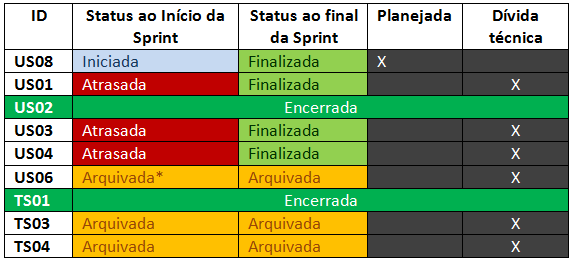 ID Status ao Início da Sprint Status ao final da Sprint Planejada Dívida técnica
US08 Iniciada Finalizada X
US01 Atrasada Finalizada X
US02 Encerrada
US03 Atrasada Finalizada X
US04 Atrasada Finalizada X
US06 Arquivada* Arquivada X
TS01 Encerrada
TS03 Arquivada Arquivada X
TS04 Arquivada Arquivada X